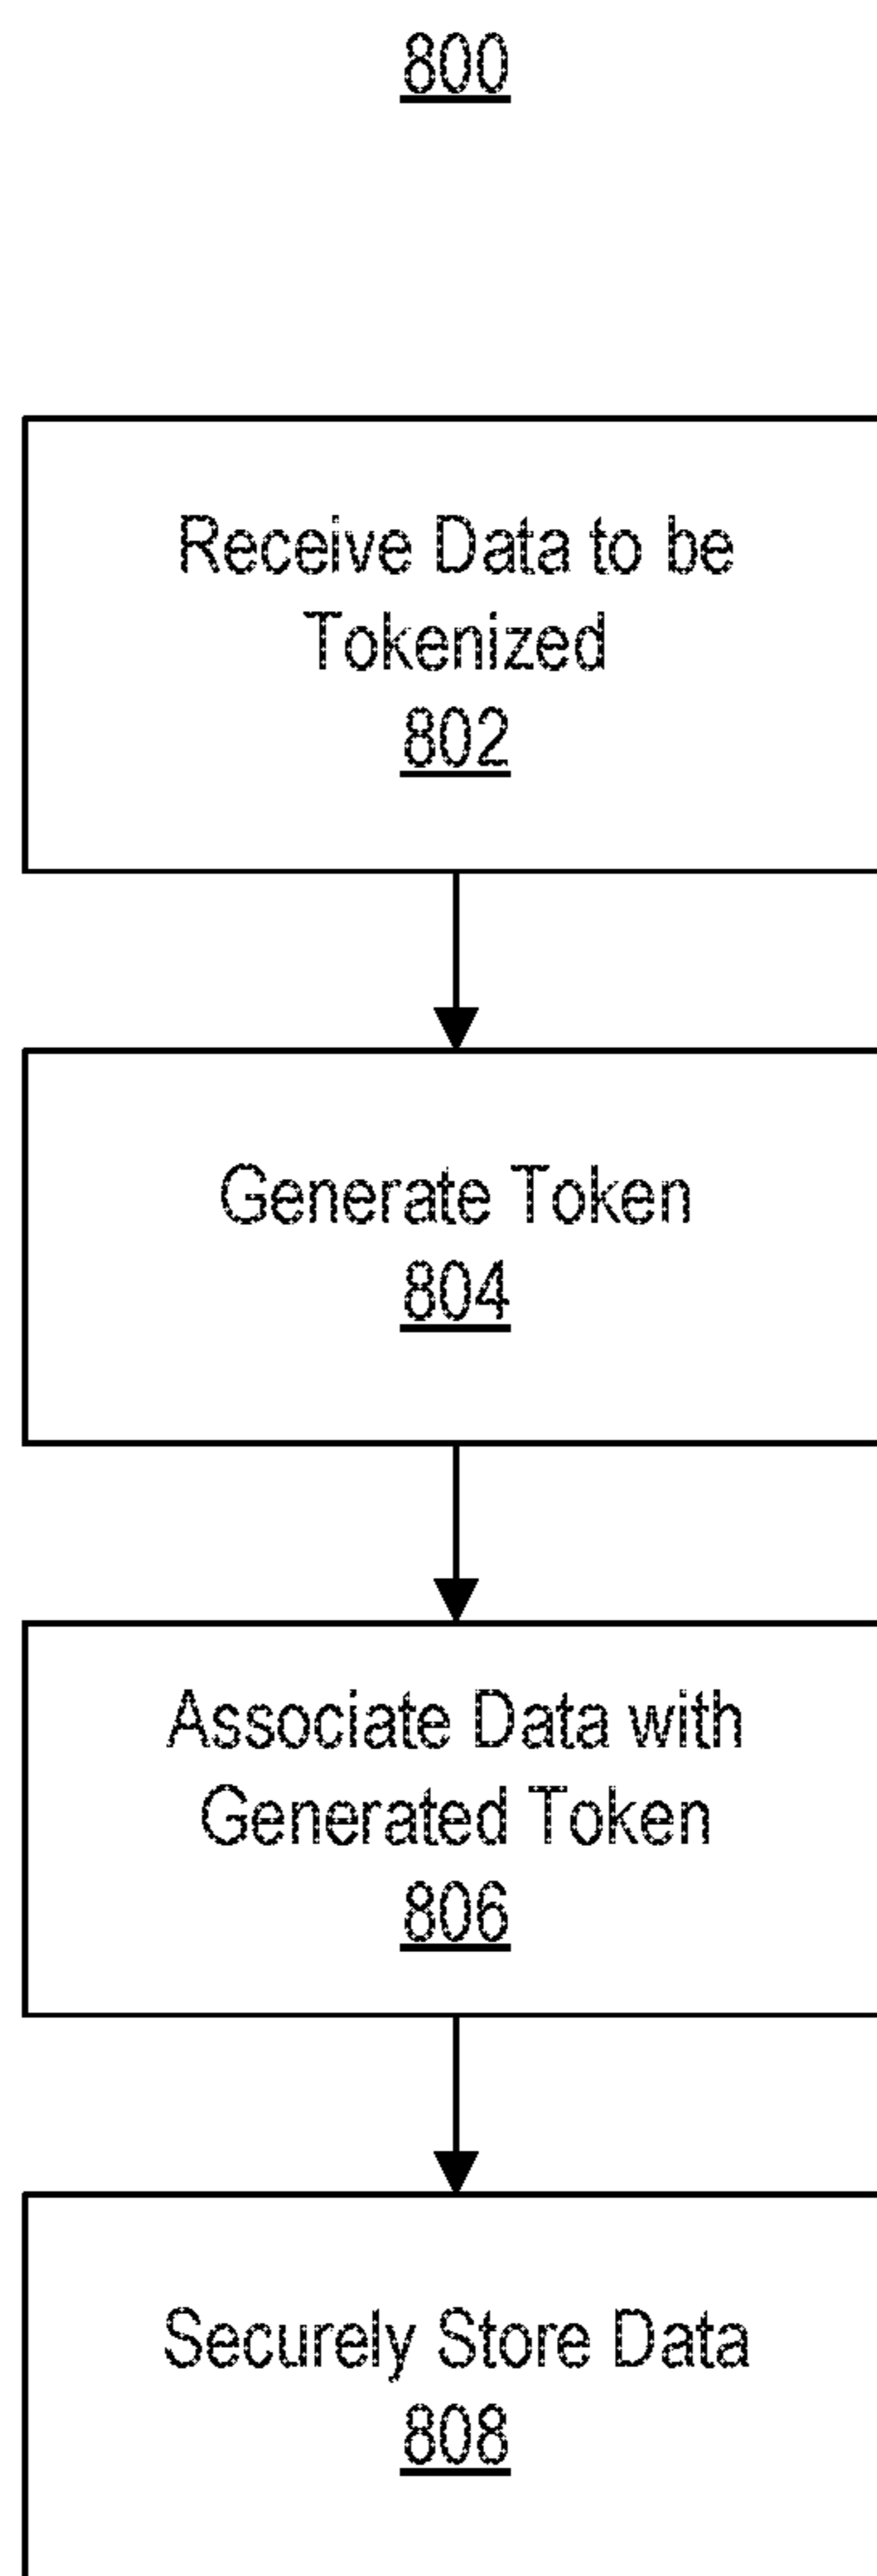 800
Receive Data to be
Tokenized
802
Generate Token
804
Associate Data with
Generated Token
806
Securely Store Data
808